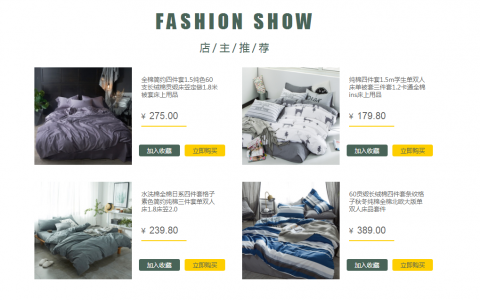 FASHION SHOW
店/主/推荐
全棉简约四件套1.5纯色60
支长绒棉贡缎床笠定做1.8米
被套床上用品
¥ 275.00
加入收藏 立即购买
纯棉四件套1.5m学生单双人
床单被套三件套1.2卡通全棉
ins床上用品
¥ 179.80
加入收藏 立即购买
水洗棉全棉日系四件套格子
素色简约纯棉三件套单双人
床1.8床笠2.0
¥ 239.80
加入收藏 立即购买
60贡缎长绒棉四件套条纹格
子秋冬纯棉全棉北欧大版单
双人床品套件
¥ 389.00
加入收藏 立即购买